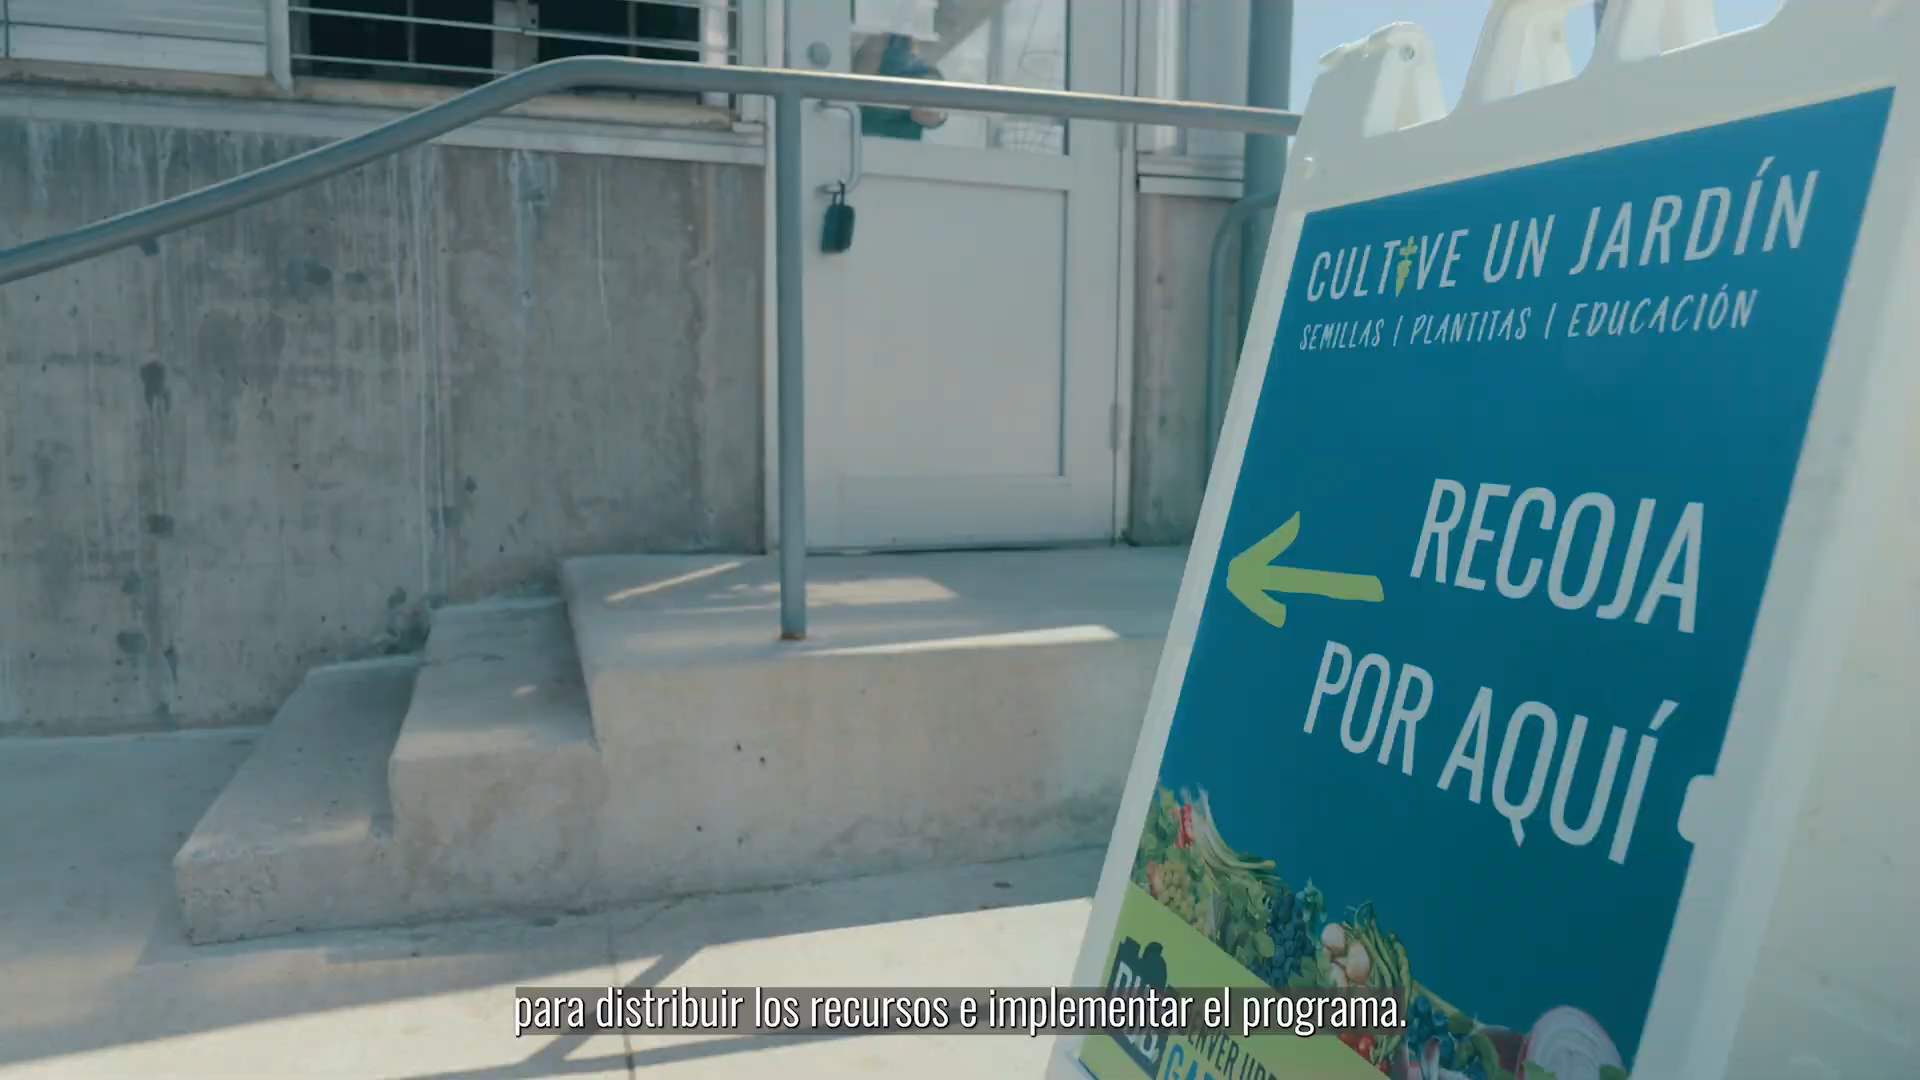 CULTIVE UN JARDÍN
SEMILLAS | PLANTITAS | EDUCACIÓN
RECOJA
POR AQUÍ
para distribuir los recursos e implementar el programa.